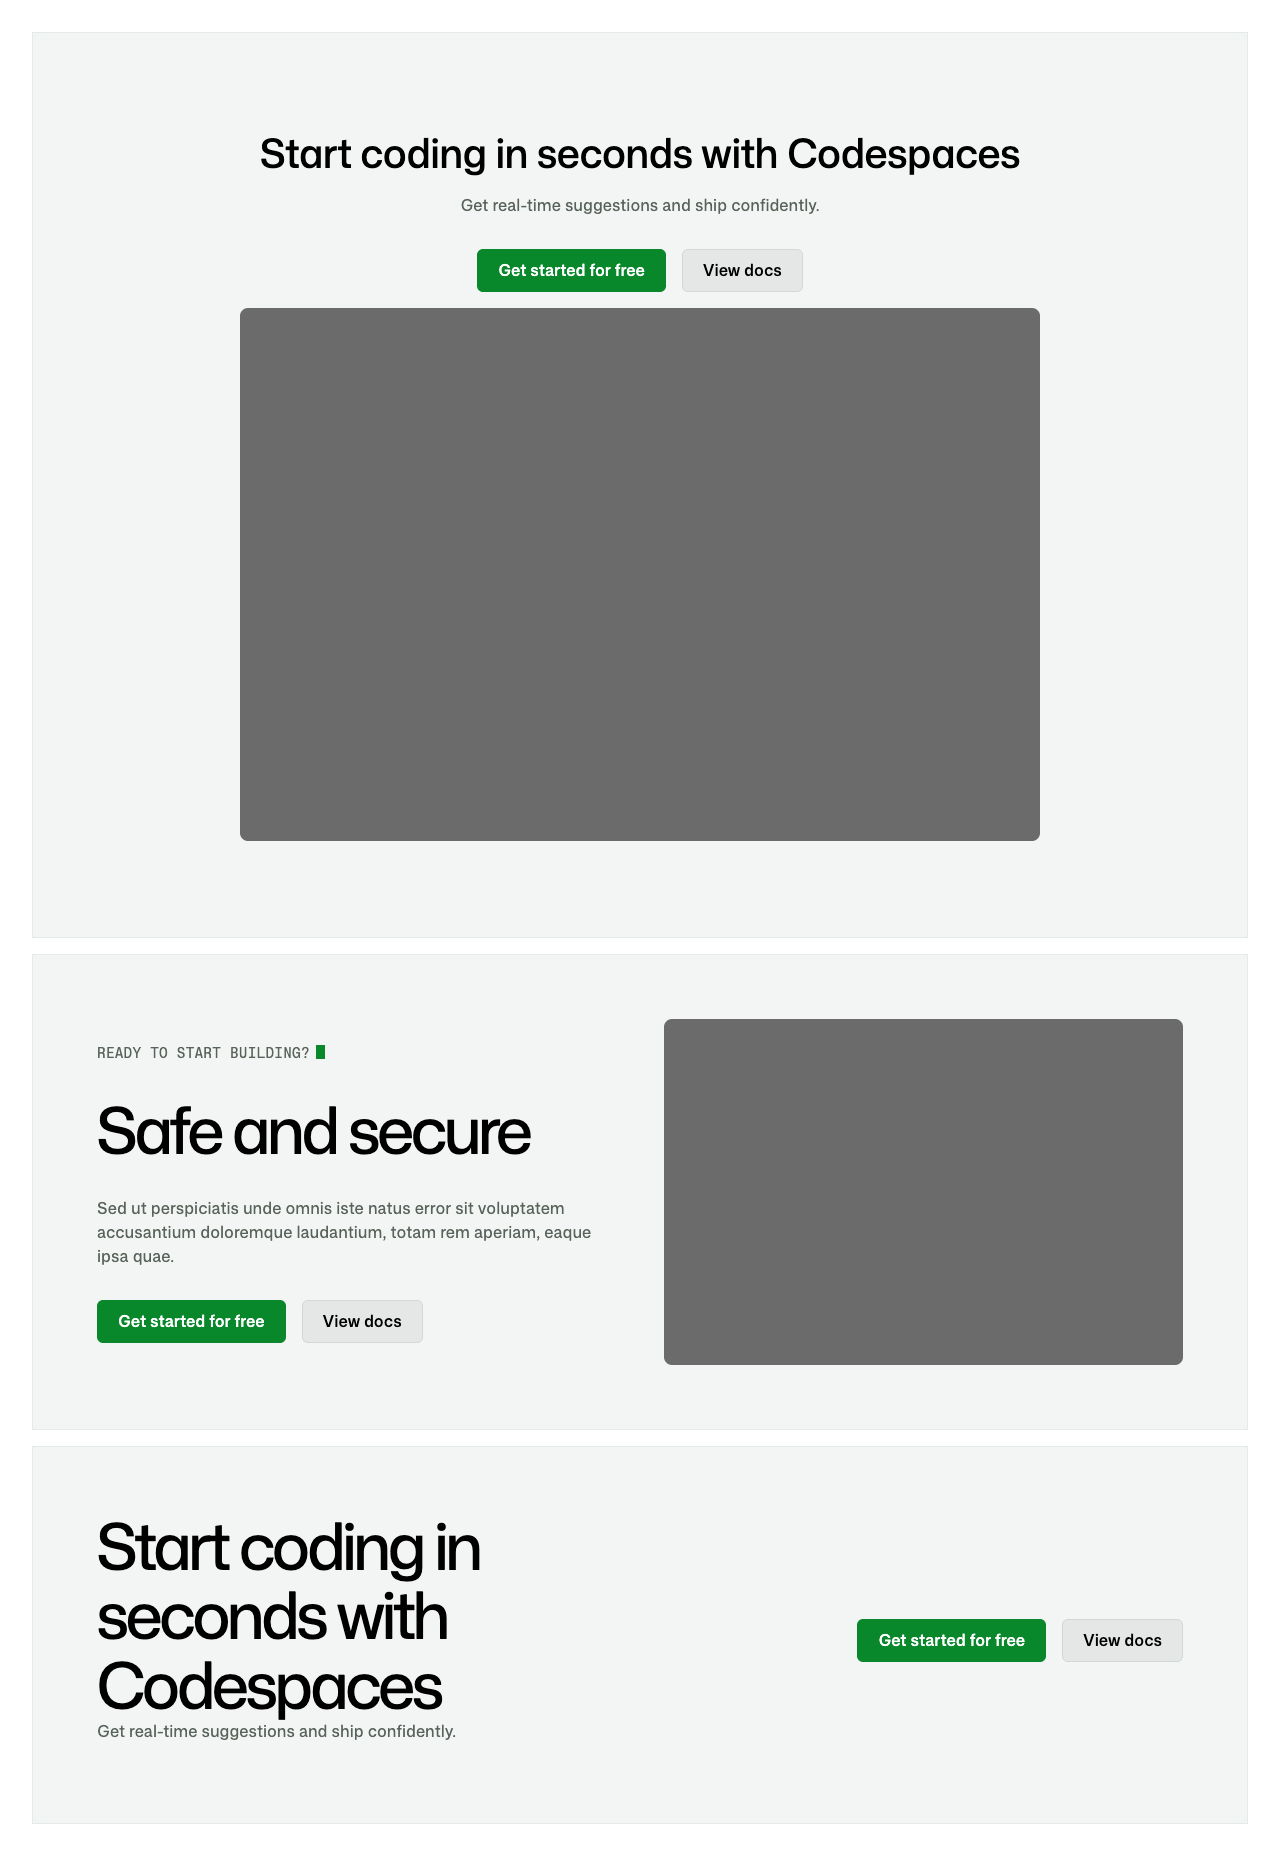 Start coding in seconds with Codespaces
Get real-time suggestions and ship confidently.
Get started for free
View docs
READY TO START BUILDING?
Safe and secure
Sed ut perspiciatis unde omnis iste natus error sit voluptatem
accusantium doloremque laudantium, totam rem aperiam, eaque
ipsa quae.
Get started for free
View docs
Start coding in
seconds with
Codespaces
Get real-time suggestions and ship confidently.
Get started for free
View docs